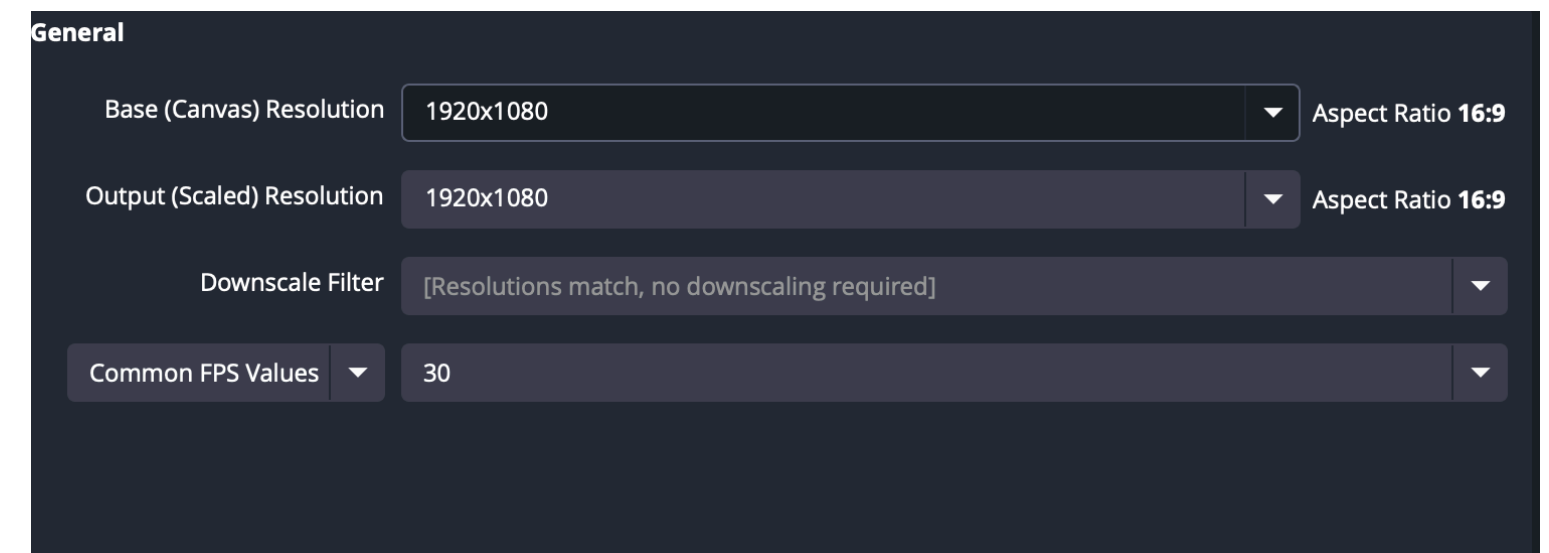 General
Base (Canvas) Resolution 1920x1080 Aspect Ratio 16:9
Output (Scaled) Resolution 1920x1080 Aspect Ratio 16:9
Downscale Filter [Resolutions match, no downscaling required]
Common FPS Values 30